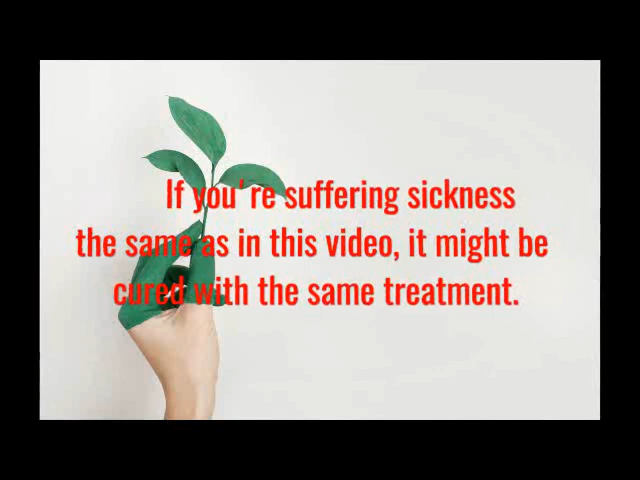 If you're suffering sickness
the same as in this video, it might be
cured with the same treatment.